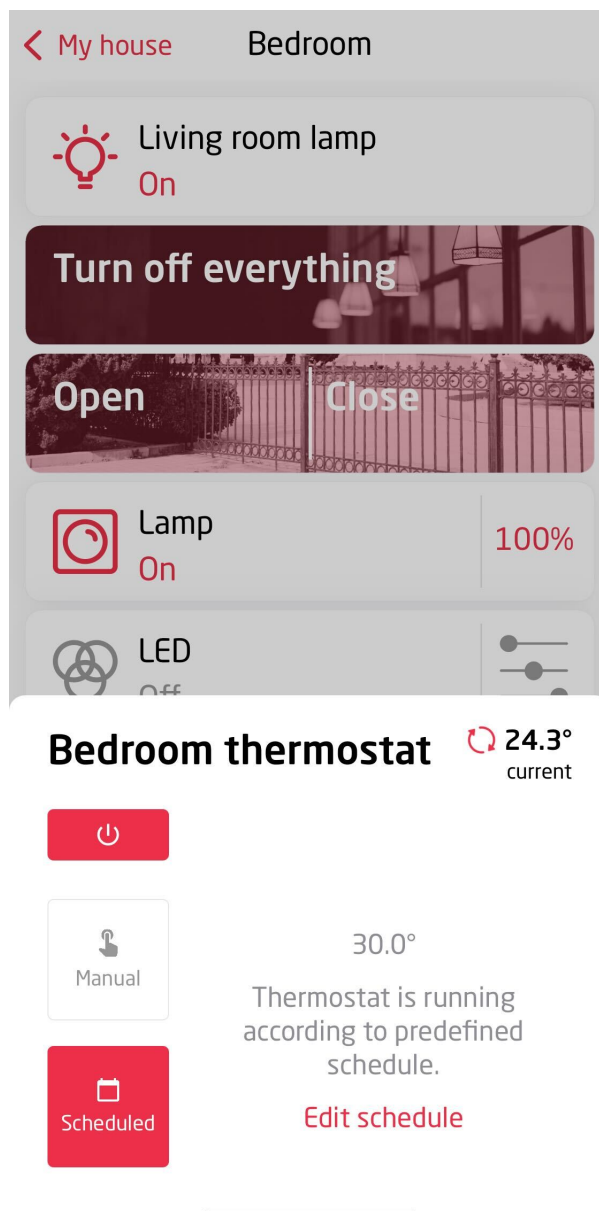 My house
Bedroom
Living room lamp
On
Turn off everything
Open
Close
Lamp
On
100%
LED
Off
Bedroom thermostat
24.3°
current
Manual
30.0°
Thermostat is running
according to predefined
schedule.
Scheduled
Edit schedule